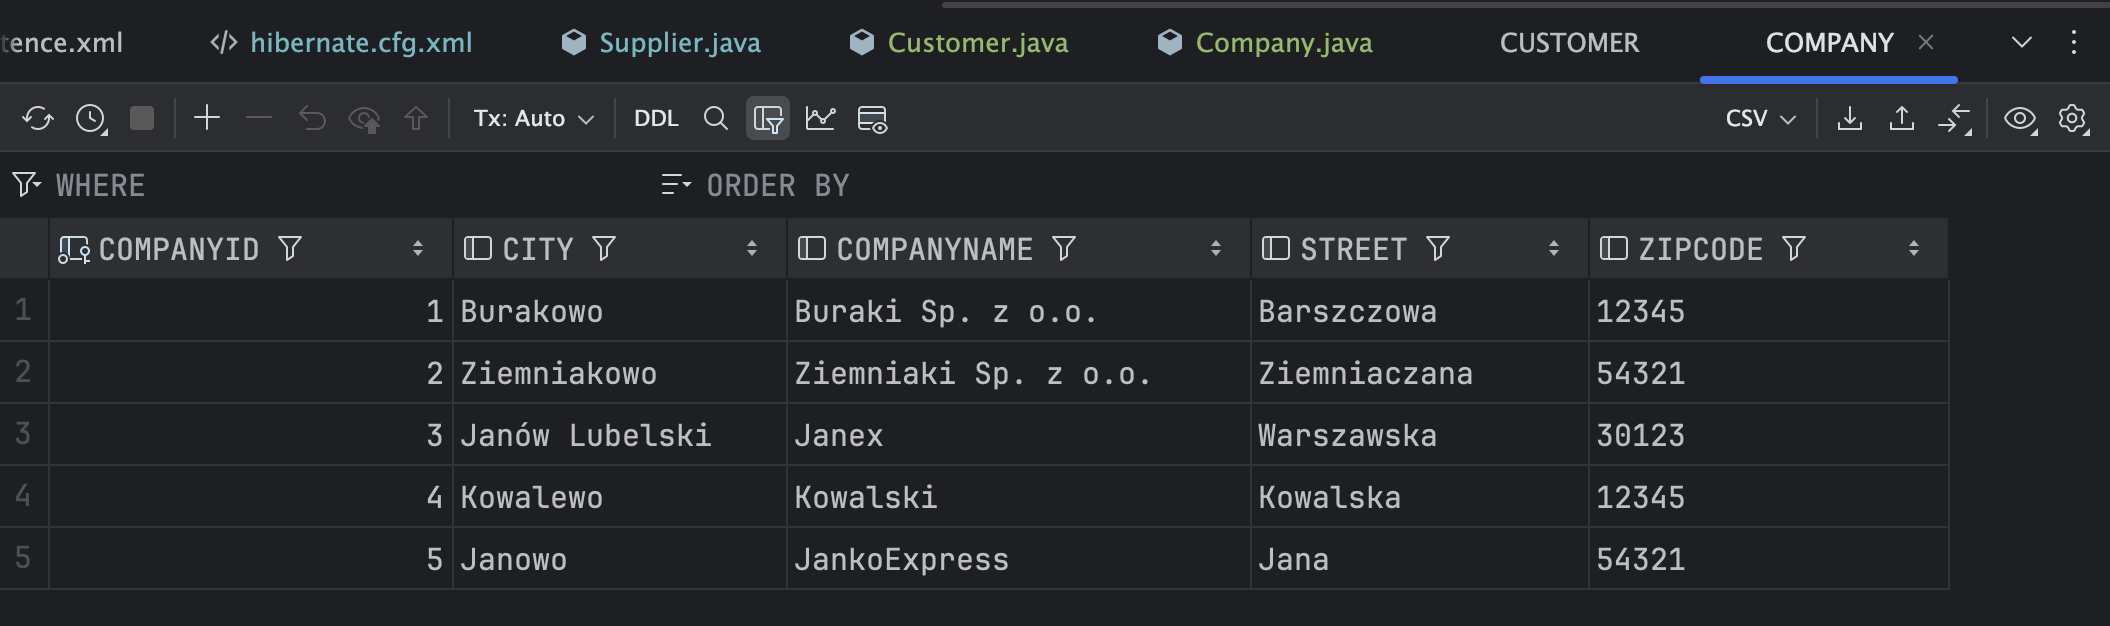 tence.xml </> hibernate.cfg.xml Supplier.java Customer.java Company.java CUSTOMER COMPANY
Tx: Auto DDL CSV
WHERE ORDER BY
COMPANYID CITY COMPANYNAME STREET ZIPCODE
1 1 Burakowo Buraki Sp. z o.o. Barszczowa 12345
2 2 Ziemniakowo Ziemniaki Sp. z o.o. Ziemniaczana 54321
3 3 Janów Lubelski Janex Warszawska 30123
4 4 Kowalewo Kowalski Kowalska 12345
5 5 Janowo JankoExpress Jana 54321